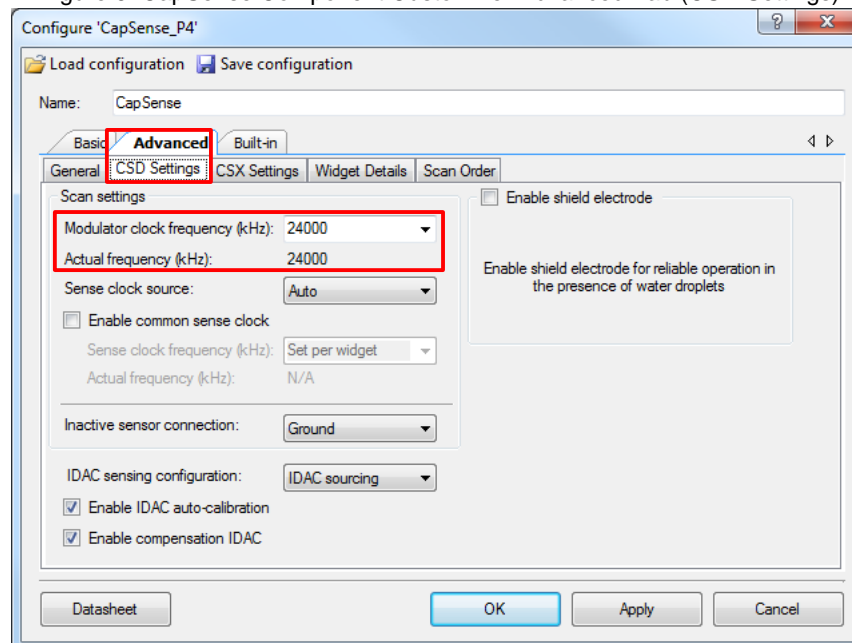 Configure 'CapSense_P4'
Load configuration Save configuration
Name: CapSense
Basic Advanced Built-in
General CSD Settings CSX Settings Widget Details Scan Order
Scan settings
Enable shield electrode
Modulator clock frequency (kHz): 24000
Actual frequency (kHz): 24000
Enable shield electrode for reliable operation in
the presence of water droplets
Sense clock source: Auto
Enable common sense clock
Sense clock frequency (kHz): Set per widget
Actual frequency (kHz): N/A
Inactive sensor connection: Ground
IDAC sensing configuration: IDAC sourcing
Enable IDAC auto-calibration
Enable compensation IDAC
Datasheet OK Apply Cancel